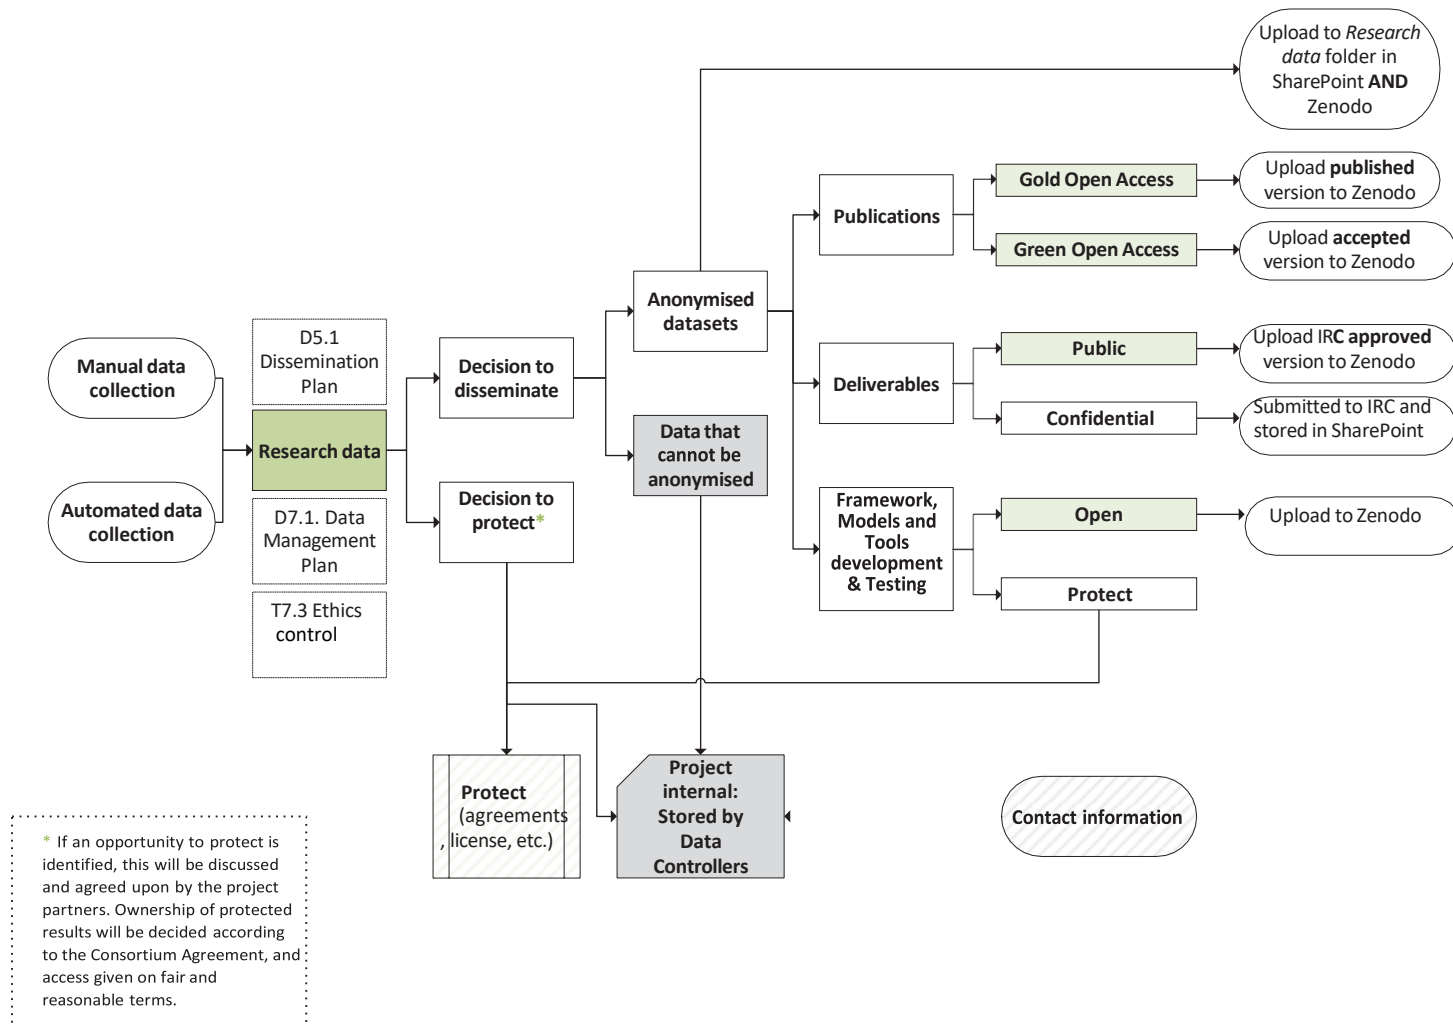 Upload to Research
data folder in
SharePoint AND
Zenodo
Publications
Gold Open Access
Upload published
version to Zenodo
Green Open Access
Upload accepted
version to Zenodo
Anonymised
datasets
D5.1
Dissemination
Plan
Manual data
collection
Decision to
disseminate
Deliverables
Public
Upload IRC approved
version to Zenodo
Confidential
Submitted to IRC and
stored in SharePoint
Research data
Data that
cannot be
anonymised
Automated data
collection
D7.1. Data
Management
Plan
Decision to
protect*
Framework,
Models and
Tools
development
& Testing
Open
Upload to Zenodo
Protect
T7.3 Ethics
control
Protect
(agreements
, license, etc.)
Project
internal:
Stored by
Data
Controllers
Contact information
* If an opportunity to protect is
identified, this will be discussed
and agreed upon by the project
partners. Ownership of protected
results will be decided according
to the Consortium Agreement, and
access given on fair and
reasonable terms.